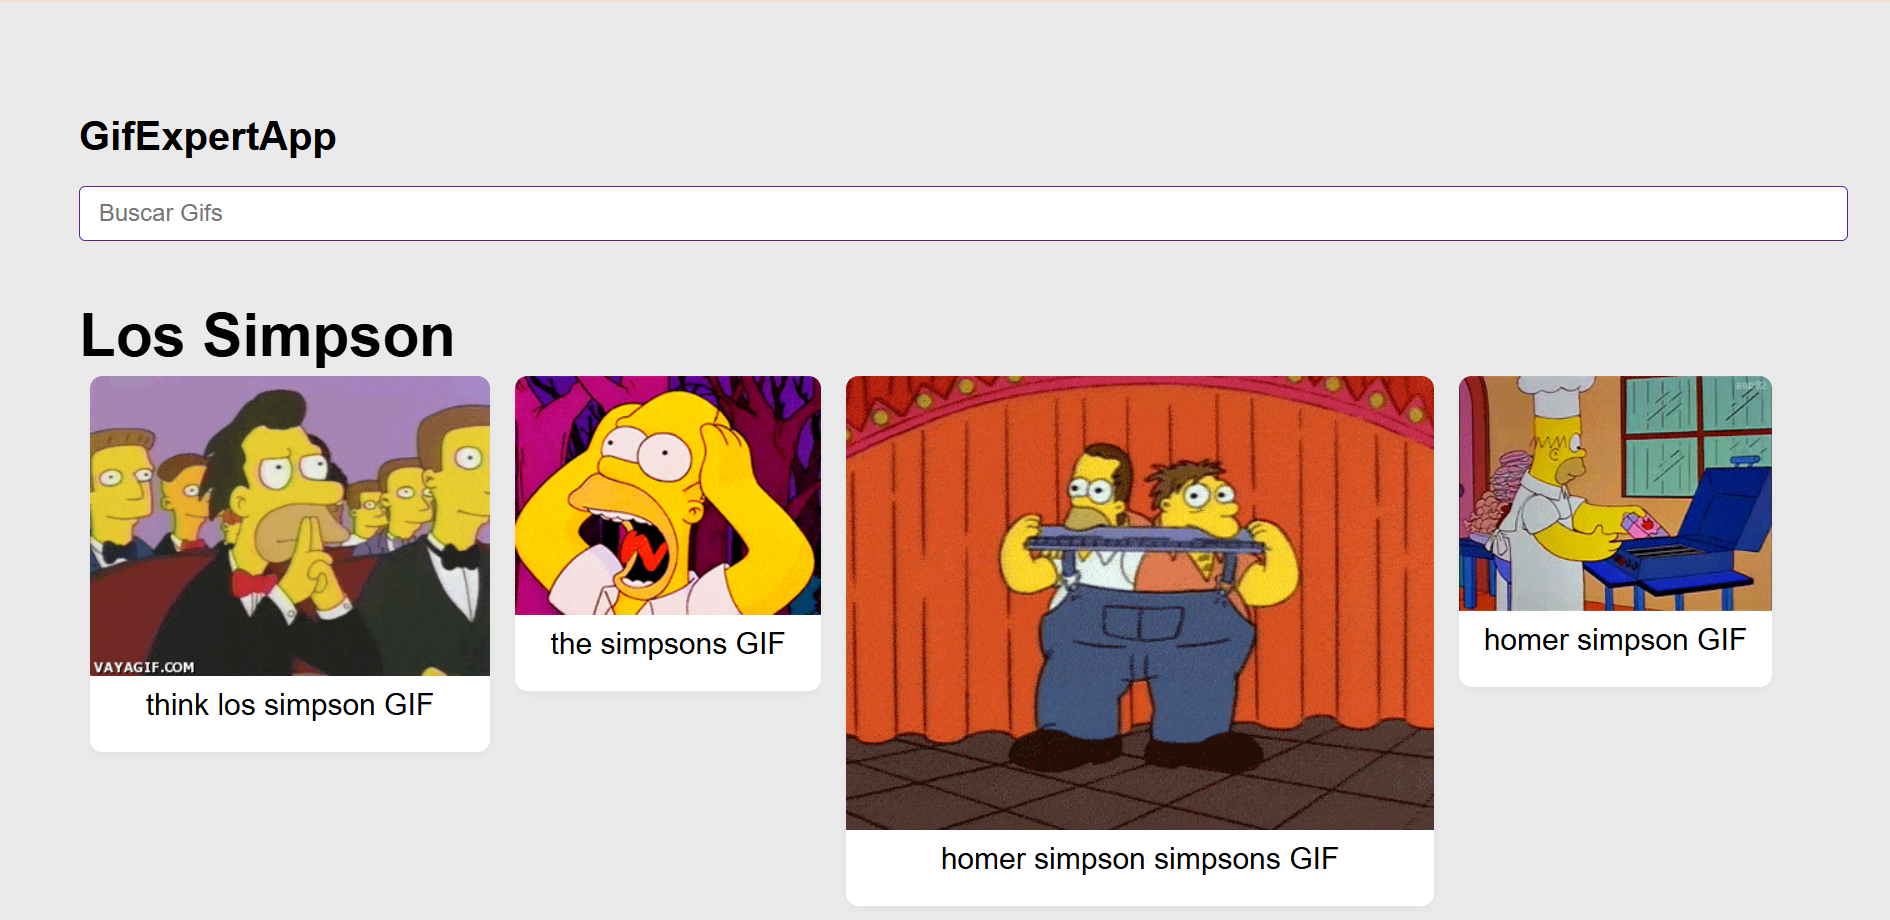 GifExpertApp
Buscar Gifs
Los Simpson
VAYAGIF.COM
think los simpson GIF
the simpsons GIF
homer simpson simpsons GIF
homer simpson GIF